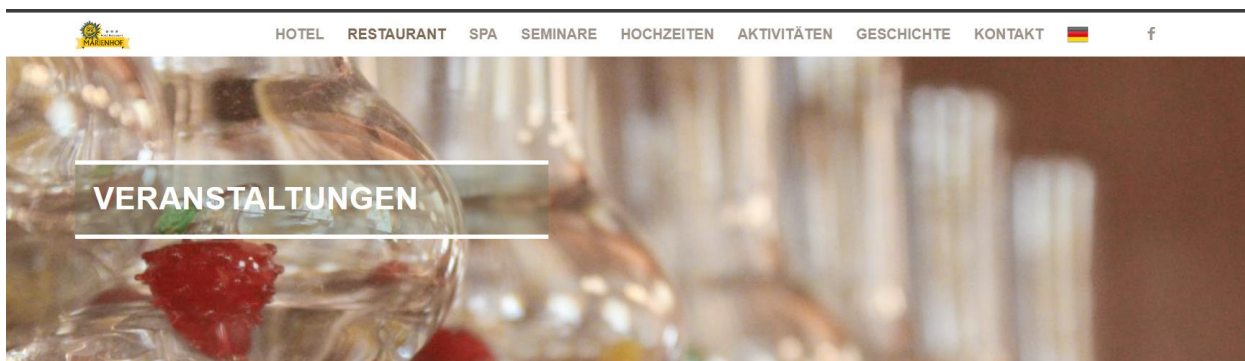 MARIENHOF
HOTEL RESTAURANT SPA SEMINARE HOCHZEITEN AKTIVITÄTEN GESCHICHTE KONTAKT f
VERANSTALTUNGEN